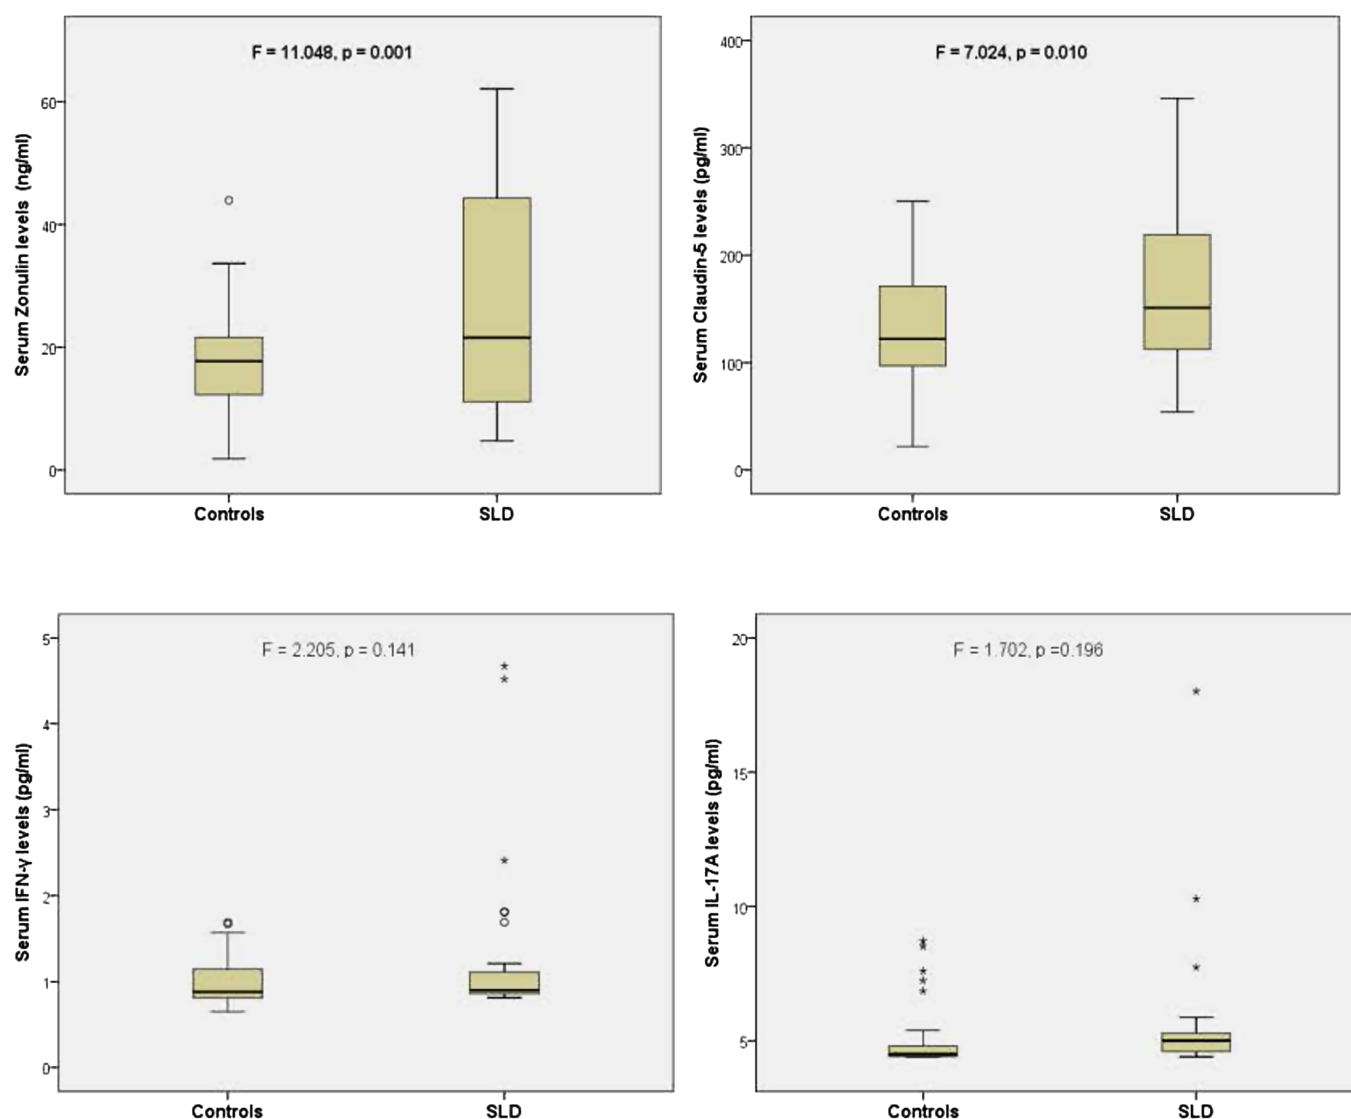 F = 11.048, p = 0.001
Serum Zonulin levels (ng/ml)
60
40
20
0
Controls
SLD
F = 7.024, p = 0.010
Serum Claudin-5 levels (pg/ml)
400
300
200
100
0
Controls
SLD
F = 2.205, p = 0.141
Serum IFN-γ levels (pg/ml)
5
4
3
2
1
0
Controls
SLD
F = 1.702, p =0.196
Serum IL-17A levels (pg/ml)
20
15
10
5
Controls
SLD